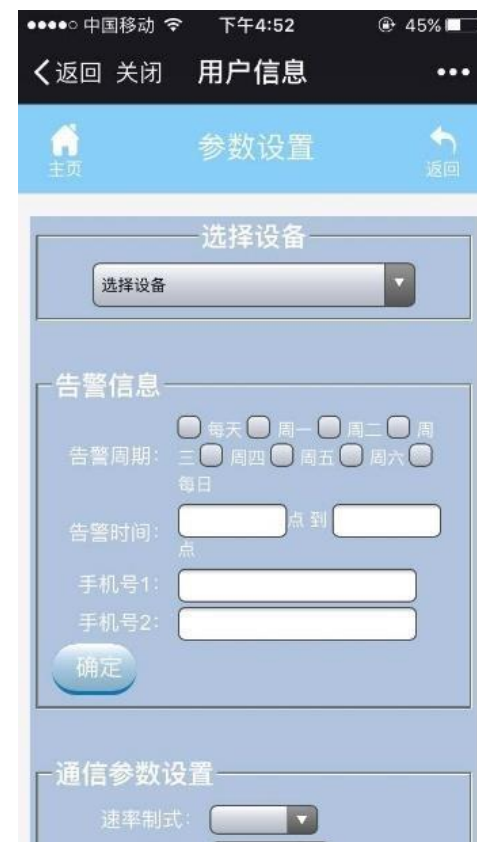 中国移动 下午4:52 45%
返回 关闭 用户信息
主页 参数设置 返回
选择设备
选择设备
告警信息
告警周期: 每天 周一 周二 周
三 周四 周五 周六
每日
告警时间: 点 到
点
手机号1:
手机号2:
确定
通信参数设置
速率制式: